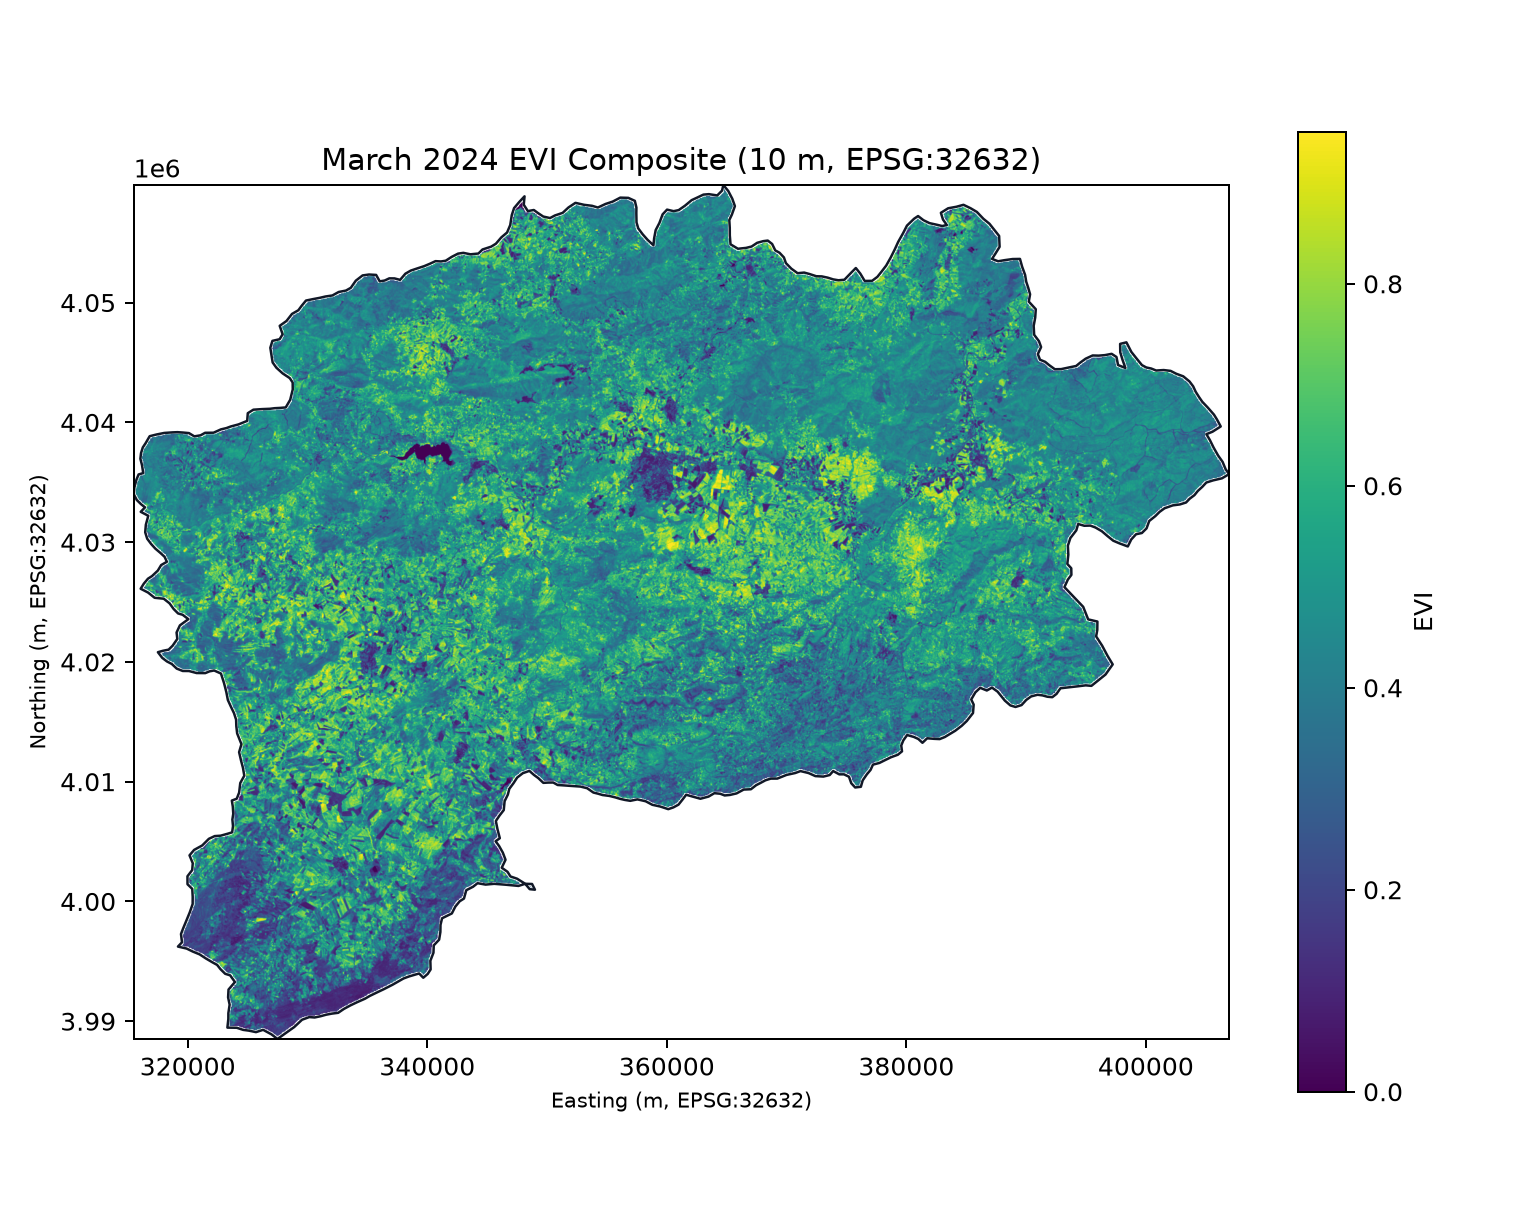 March 2024 EVI Composite (10 m, EPSG:32632)
1e6
4.05
4.04
4.03
4.02
4.01
4.00
3.99
Northing (m, EPSG:32632)
320000 340000 360000 380000 400000
Easting (m, EPSG:32632)
0.8
0.6
0.4
0.2
0.0
EVI